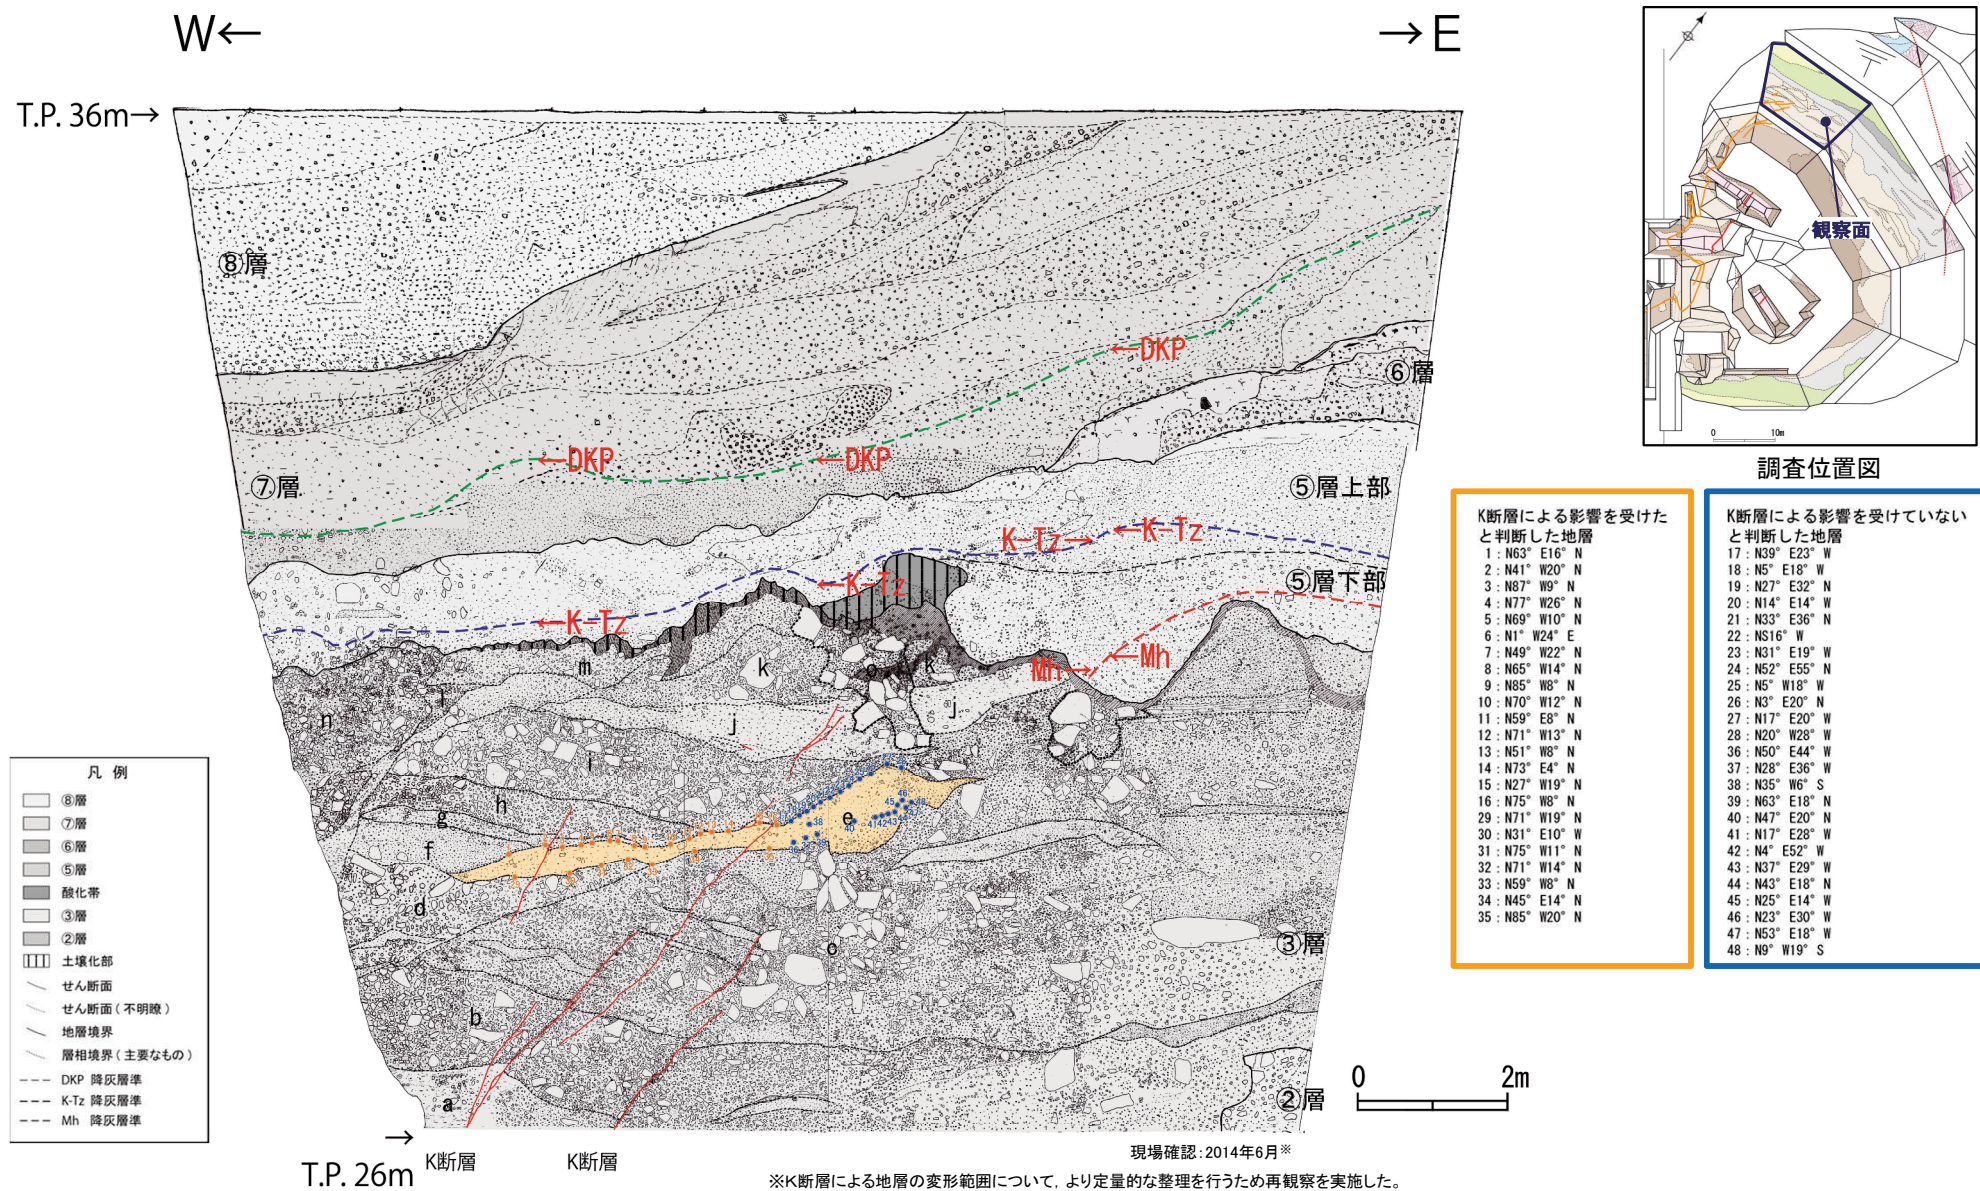 W←
→E
T.P. 36m→
⑧層
⑦層
←DKP
←DKP
←DKP
⑥層
⑤層上部
K-Tz→
←K-Tz
←K-Tz
←K-Tz
⑤層下部
Mh→
←Mh
m
k
o
k
l
n
j
j
i
h
g
e
f
d
c
③層
b
a
②層
38
46
45
40
41 42 43
39
→
T.P. 26m
K断層
K断層
0 2m
現場確認:2014年6月※
※K断層による地層の変形範囲について,より定量的な整理を行うため再観察を実施した。
凡 例
⑧層
⑦層
⑥層
⑤層
酸化帯
③層
②層
土壌化部
せん断面
せん断面(不明瞭)
地層境界
層相境界(主要なもの)
DKP 降灰層準
K-Tz 降灰層準
Mh 降灰層準
観察面
0 10m
調査位置図
K断層による影響を受けた
と判断した地層
1:N63° E16° N
2:N41° W20° N
3:N87° W9° N
4:N77° W26° N
5:N69° W10° N
6:N1° W24° E
7:N49° W22° N
8:N65° W14° N
9:N85° W8° N
10:N70° W12° N
11:N59° E8° N
12:N71° W13° N
13:N51° W8° N
14:N73° E4° N
15:N27° W19° N
16:N75° W8° N
29:N71° W19° N
30:N31° E10° W
31:N75° W11° N
32:N71° W14° N
33:N59° W8° N
34:N45° E14° N
35:N85° W20° N
K断層による影響を受けていない
と判断した地層
17:N39° E23° W
18:N5° E18° W
19:N27° E32° N
20:N14° E14° W
21:N33° E36° N
22:NS16° W
23:N31° E19° W
24:N52° E55° N
25:N5° W18° W
26:N3° E20° N
27:N17° E20° W
28:N20° W28° W
36:N50° E44° W
37:N28° E36° W
38:N35° W6° S
39:N63° E18° N
40:N47° E20° N
41:N17° E28° W
42:N4° E52° W
43:N37° E29° W
44:N43° E18° N
45:N25° E14° W
46:N23° E30° W
47:N53° E18° W
48:N9° W19° S